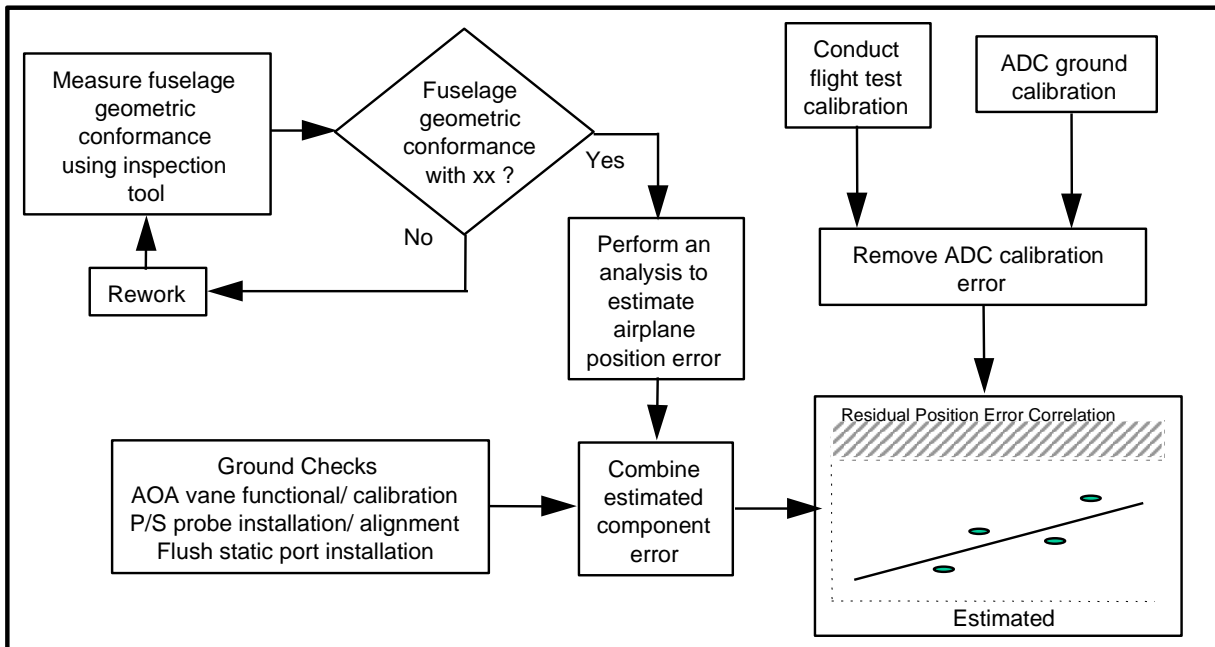 Measure fuselage
geometric
conformance
using inspection
tool
Fuselage
geometric
conformance
with xx ?
Yes
No
Rework
Perform an
analysis to
estimate
airplane
position error
Conduct
flight test
calibration
ADC ground
calibration
Remove ADC calibration
error
Ground Checks
AOA vane functional/ calibration
P/S probe installation/ alignment
Flush static port installation
Combine
estimated
component
error
Residual Position Error Correlation
Estimated